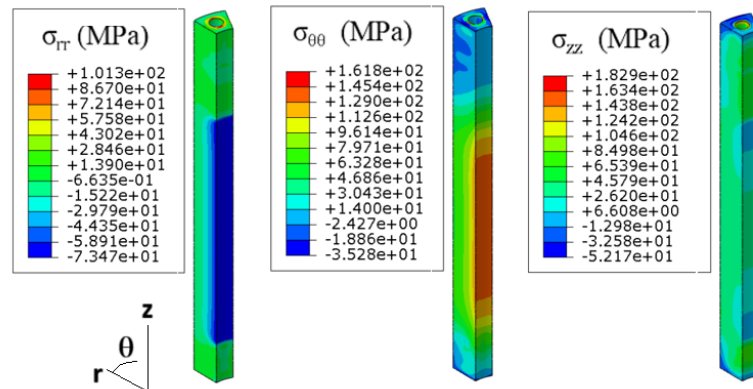 σrr (MPa)
+1.013e+02
+8.670e+01
+7.214e+01
+5.758e+01
+4.302e+01
+2.846e+01
+1.390e+01
-6.635e-01
-1.522e+01
-2.979e+01
-4.435e+01
-5.891e+01
-7.347e+01
σθθ (MPa)
+1.618e+02
+1.454e+02
+1.290e+02
+1.126e+02
+9.614e+01
+7.971e+01
+6.328e+01
+4.686e+01
+3.043e+01
+1.400e+01
-2.427e+00
-1.886e+01
-3.528e+01
σzz (MPa)
+1.829e+02
+1.634e+02
+1.438e+02
+1.242e+02
+1.046e+02
+8.498e+01
+6.539e+01
+4.579e+01
+2.620e+01
+6.608e+00
-1.298e+01
-3.258e+01
-5.217e+01
z
θ
r